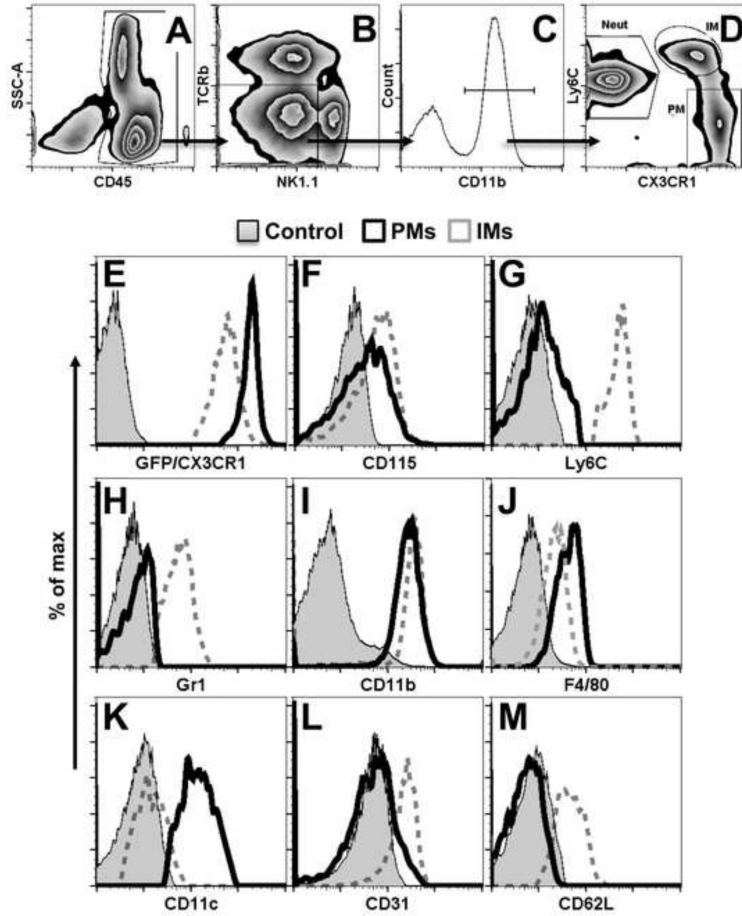 A
SSC-A
CD45
B
TCRb
NK1.1
C
Count
CD11b
D
Neut
IM
PM
Ly6C
CX3CR1
Control PMs IMs
% of max
E
GFP/CX3CR1
F
CD115
G
Ly6C
H
Gr1
I
CD11b
J
F4/80
K
CD11c
L
CD31
M
CD62L